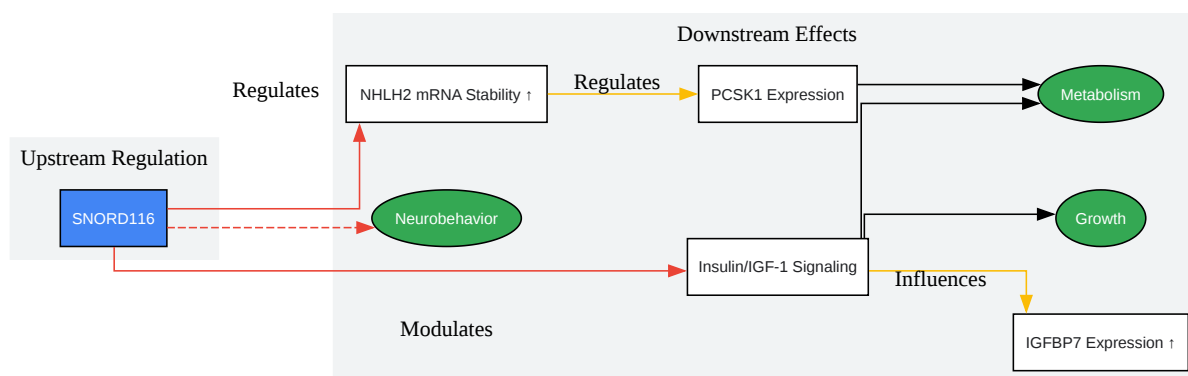 Downstream Effects
Regulates
NHLH2 mRNA Stability ↑
Regulates
PCSK1 Expression
Metabolism
Upstream Regulation
SNORD116
Neurobehavior
Growth
Insulin/IGF-1 Signaling
Influences
Modulates
IGFBP7 Expression ↑